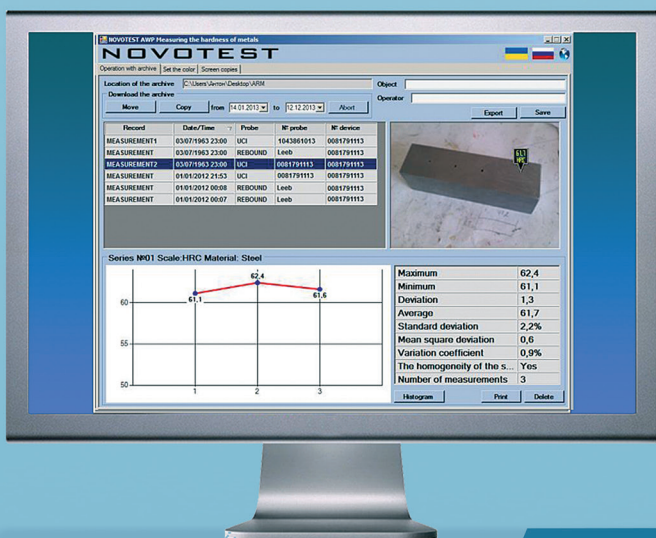 NOVOTEST AWP Measuring the hardness of metals
NOVOTEST
Operation with archive Set the color Screen copies
Location of the archive C:\Users\Антон\Desktop\ARM Object
Download the archive
Operator
Move Copy from 14.01.2013 to 12.12.2013 Abort
Export Save
Record Date/Time Probe № probe № device
MEASUREMENT1 03/07/1963 23:00 UCI 1043861013 0081791113
MEASUREMENT 03/07/1963 23:00 REBOUND Leeb 0081791113
MEASUREMENT2 03/07/1963 23:00 UCI 0081791113 0081791113
MEASUREMENT 01/01/2012 21:53 UCI 0081791113 0081791113
MEASUREMENT 01/01/2012 00:08 REBOUND Leeb 0081791113
MEASUREMENT 01/01/2012 00:07 REBOUND Leeb 0081791113
61,1
HRC
Series №01 Scale:HRC Material: Steel
60
55
50
61,1
62,4
61,6
1 2 3
Maximum 62,4
Minimum 61,1
Deviation 1,3
Average 61,7
Standard deviation 2,2%
Mean square deviation 0,6
Variation coefficient 0,9%
The homogeneity of the s... Yes
Number of measurements 3
Histogram Print Delete